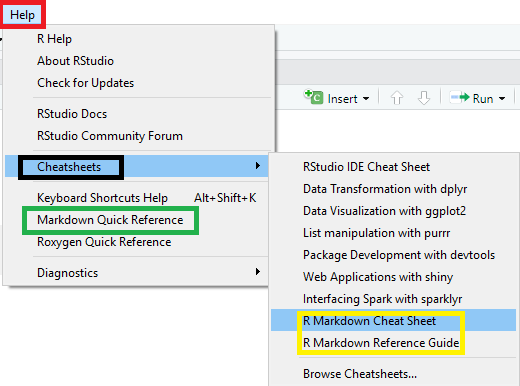 Help
R Help
About RStudio
Check for Updates
Insert
Run
RStudio Docs
RStudio Community Forum
Cheatsheets
Keyboard Shortcuts Help Alt+Shift+K
Markdown Quick Reference
Roxygen Quick Reference
Diagnostics
RStudio IDE Cheat Sheet
Data Transformation with dplyr
Data Visualization with ggplot2
List manipulation with purrr
Package Development with devtools
Web Applications with shiny
Interfacing Spark with sparklyr
R Markdown Cheat Sheet
R Markdown Reference Guide
Browse Cheatsheets...